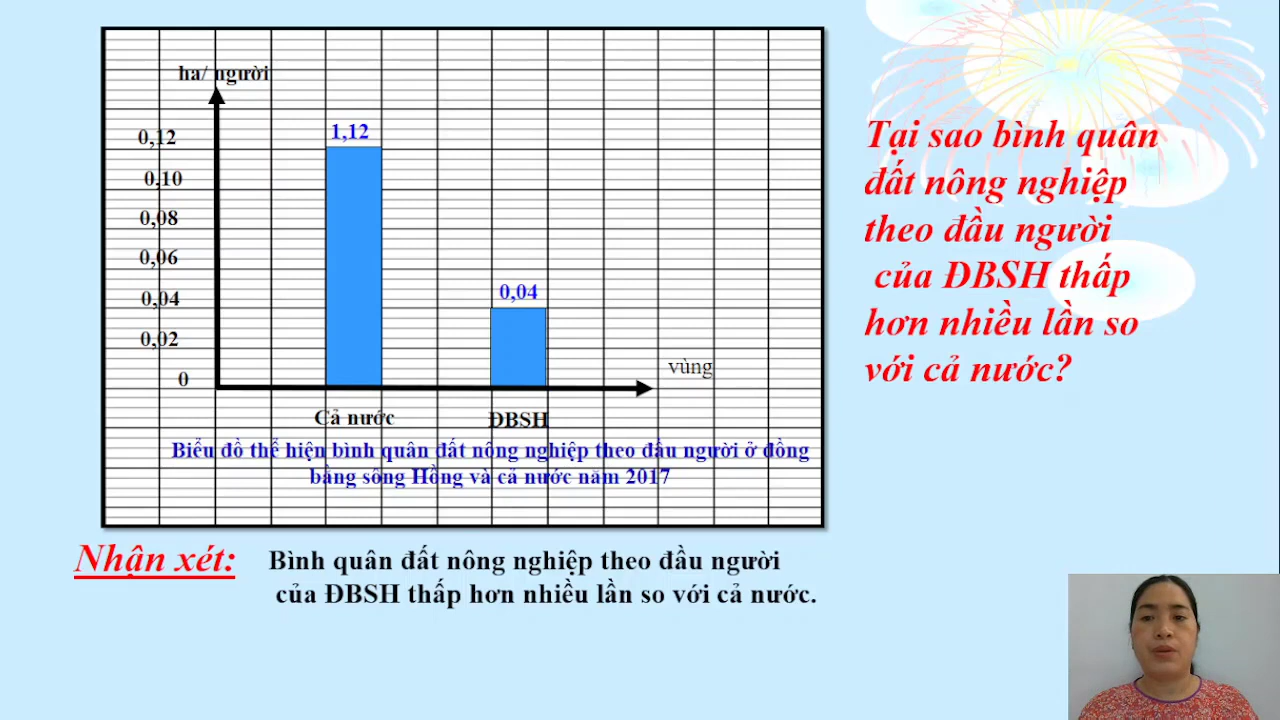 ha/ người
1,12
0,12
0,10
0,08
0,06
0,04
0,02
0
0,04
vùng
Cả nước
ĐBSH
Biểu đồ thể hiện bình quân đất nông nghiệp theo đầu người ở đồng
bằng sông Hồng và cả nước năm 2017
Tại sao bình quân
đất nông nghiệp
theo đầu người
của ĐBSH thấp
hơn nhiều lần so
với cả nước?
Nhận xét:
Bình quân đất nông nghiệp theo đầu người
của ĐBSH thấp hơn nhiều lần so với cả nước.